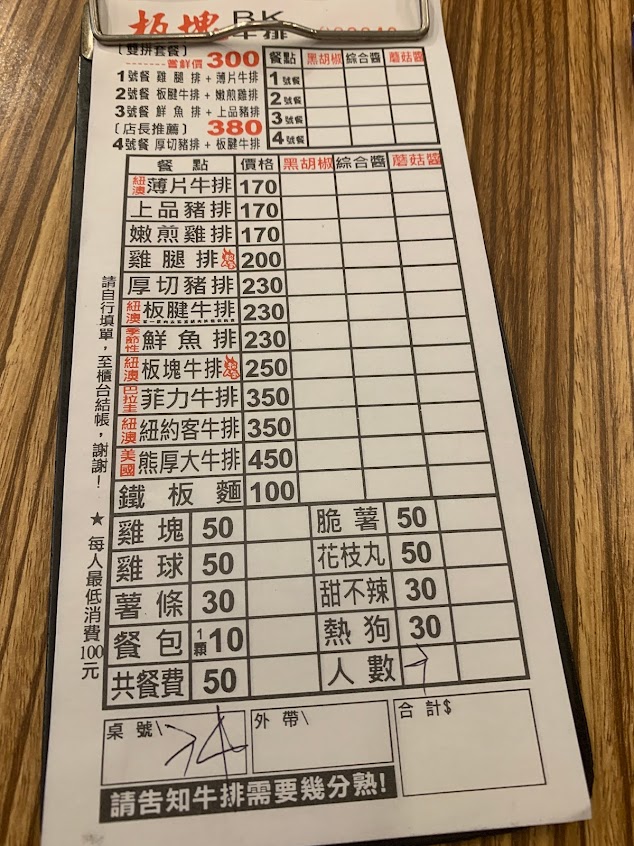 板塊 BK
牛排
〔雙拼套餐〕
嘗鮮價 300
1號餐 雞腿排+薄片牛排
2號餐 板腱牛排+嫩煎雞排
3號餐 鮮魚排+上品豬排
〔店長推薦〕 380
4號餐 厚切豬排+板腱牛排
餐點 黑胡椒 綜合醬 蘑菇醬
1號餐
2號餐
3號餐
4號餐
餐點 價格 黑胡椒 綜合醬 蘑菇醬
紐澳 薄片牛排 170
上品豬排 170
嫩煎雞排 170
雞腿排 200
厚切豬排 230
紐澳 板腱牛排 230
季節性 鮮魚排 230
紐澳 板塊牛排 250
巴拉圭 菲力牛排 350
紐澳 紐約客牛排 350
美國 熊厚大牛排 450
鐵板麵 100
雞塊 50 脆薯 50
雞球 50 花枝丸 50
薯條 30 甜不辣 30
餐包 1顆10 熱狗 30
共餐費 50 人數
桌號\ 外帶\ 合計$
請告知牛排需要幾分熟!
請自行填單,至櫃台結帳,謝謝! ★ 每人最低消費100元